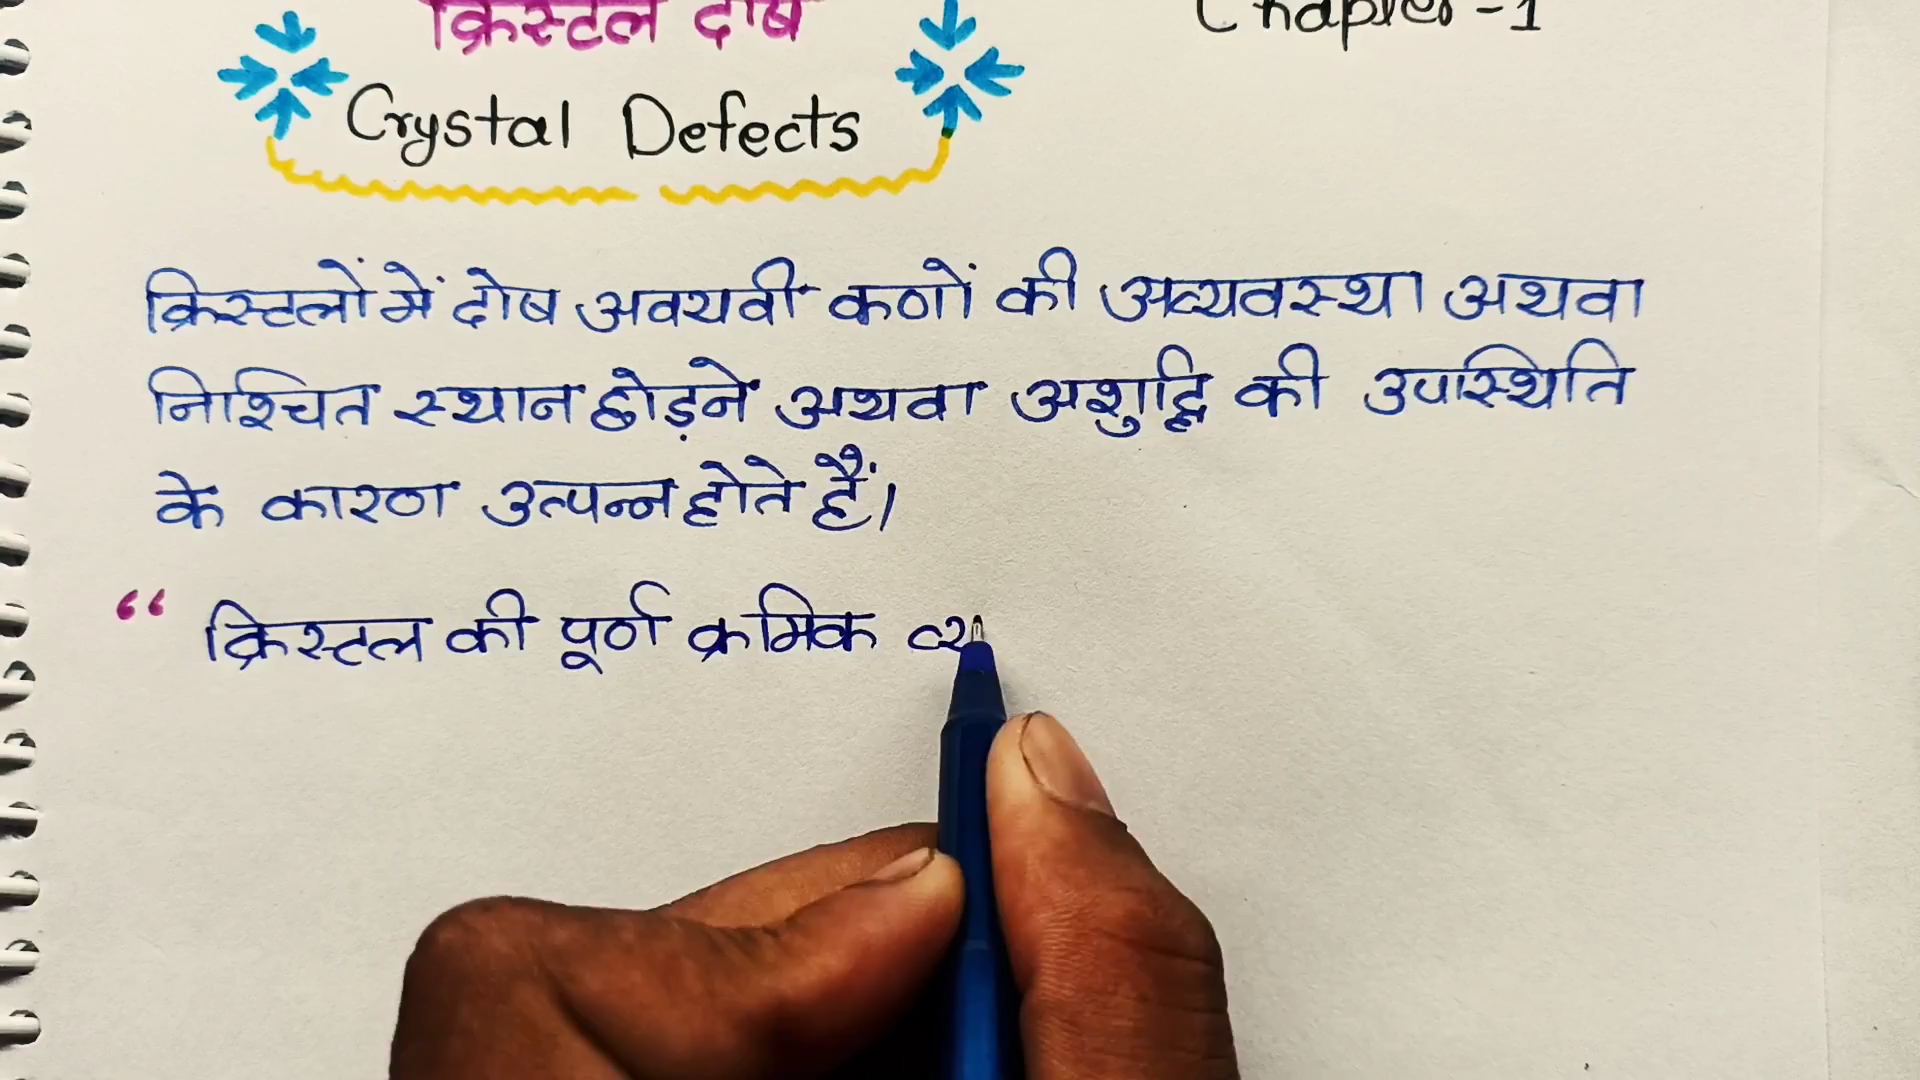 क्रिस्टल दोष
Chapter-1
Crystal Defects
क्रिस्टलों में दोष अवयवी कणों की अव्यवस्था अथवा
निश्चित स्थान छोड़ने अथवा अशुद्धि की उपस्थिति
के कारण उत्पन्न होते हैं।
“ क्रिस्टल की पूर्ण क्रमिक